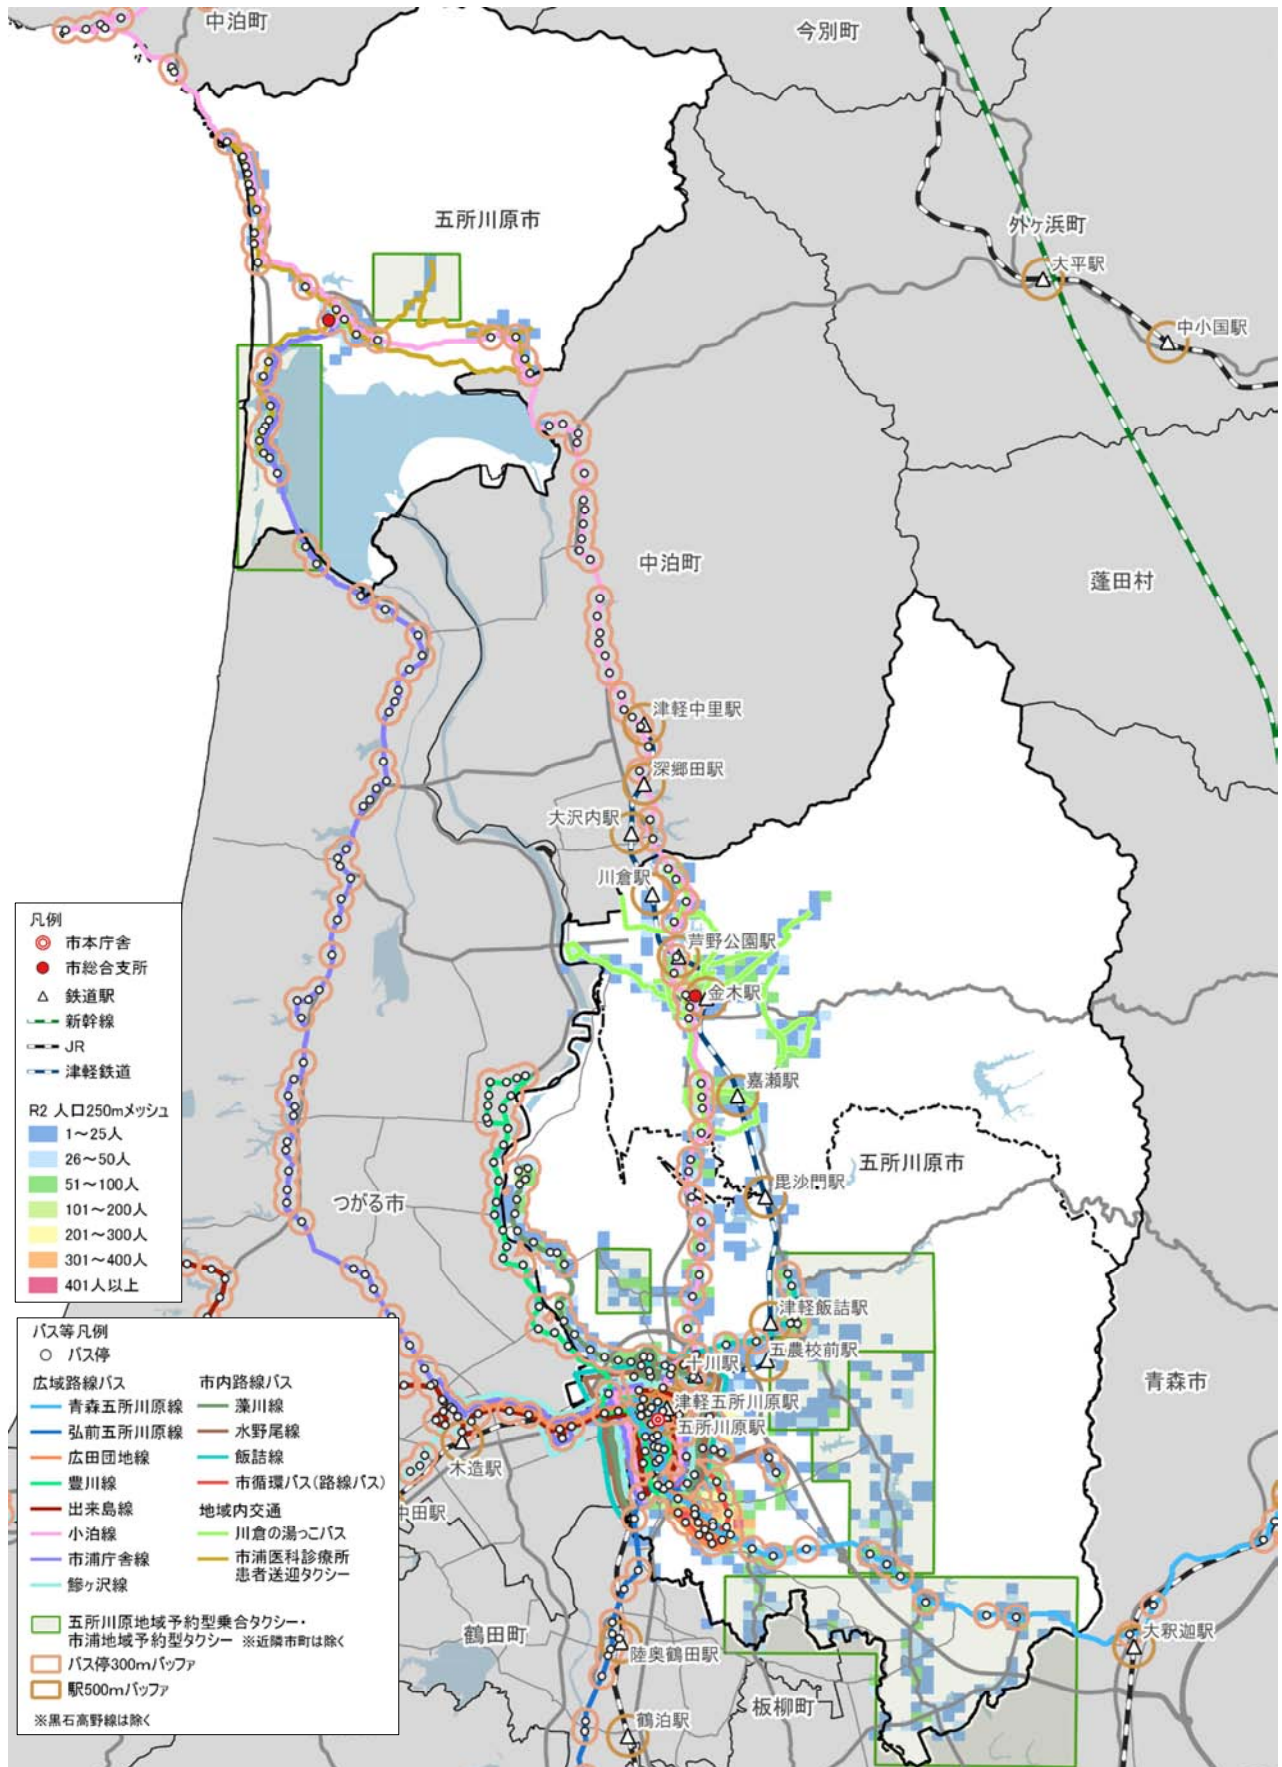 中泊町
今別町
五所川原市
外ヶ浜町
大平駅
中小国駅
中泊町
蓬田村
津軽中里駅
深郷田駅
大沢内駅
川倉駅
芦野公園駅
金木駅
嘉瀬駅
五所川原市
毘沙門駅
つがる市
津軽飯詰駅
五農校前駅
十川駅
青森市
津軽五所川原駅
五所川原駅
木造駅
中田駅
鶴田町
陸奥鶴田駅
大釈迦駅
板柳町
鶴泊駅
凡例
市本庁舎
市総合支所
鉄道駅
新幹線
JR
津軽鉄道
R2 人口250mメッシュ
1～25人
26～50人
51～100人
101～200人
201～300人
301～400人
401人以上
バス等凡例
バス停
広域路線バス
青森五所川原線
弘前五所川原線
広田団地線
豊川線
出来島線
小泊線
市浦庁舎線
鰺ヶ沢線
市内路線バス
藻川線
水野尾線
飯詰線
市循環バス(路線バス)
地域内交通
川倉の湯っこバス
市浦医科診療所
患者送迎タクシー
五所川原地域予約型乗合タクシー・
市浦地域予約型タクシー ※近隣市町は除く
バス停300mバッファ
駅500mバッファ
※黒石高野線は除く